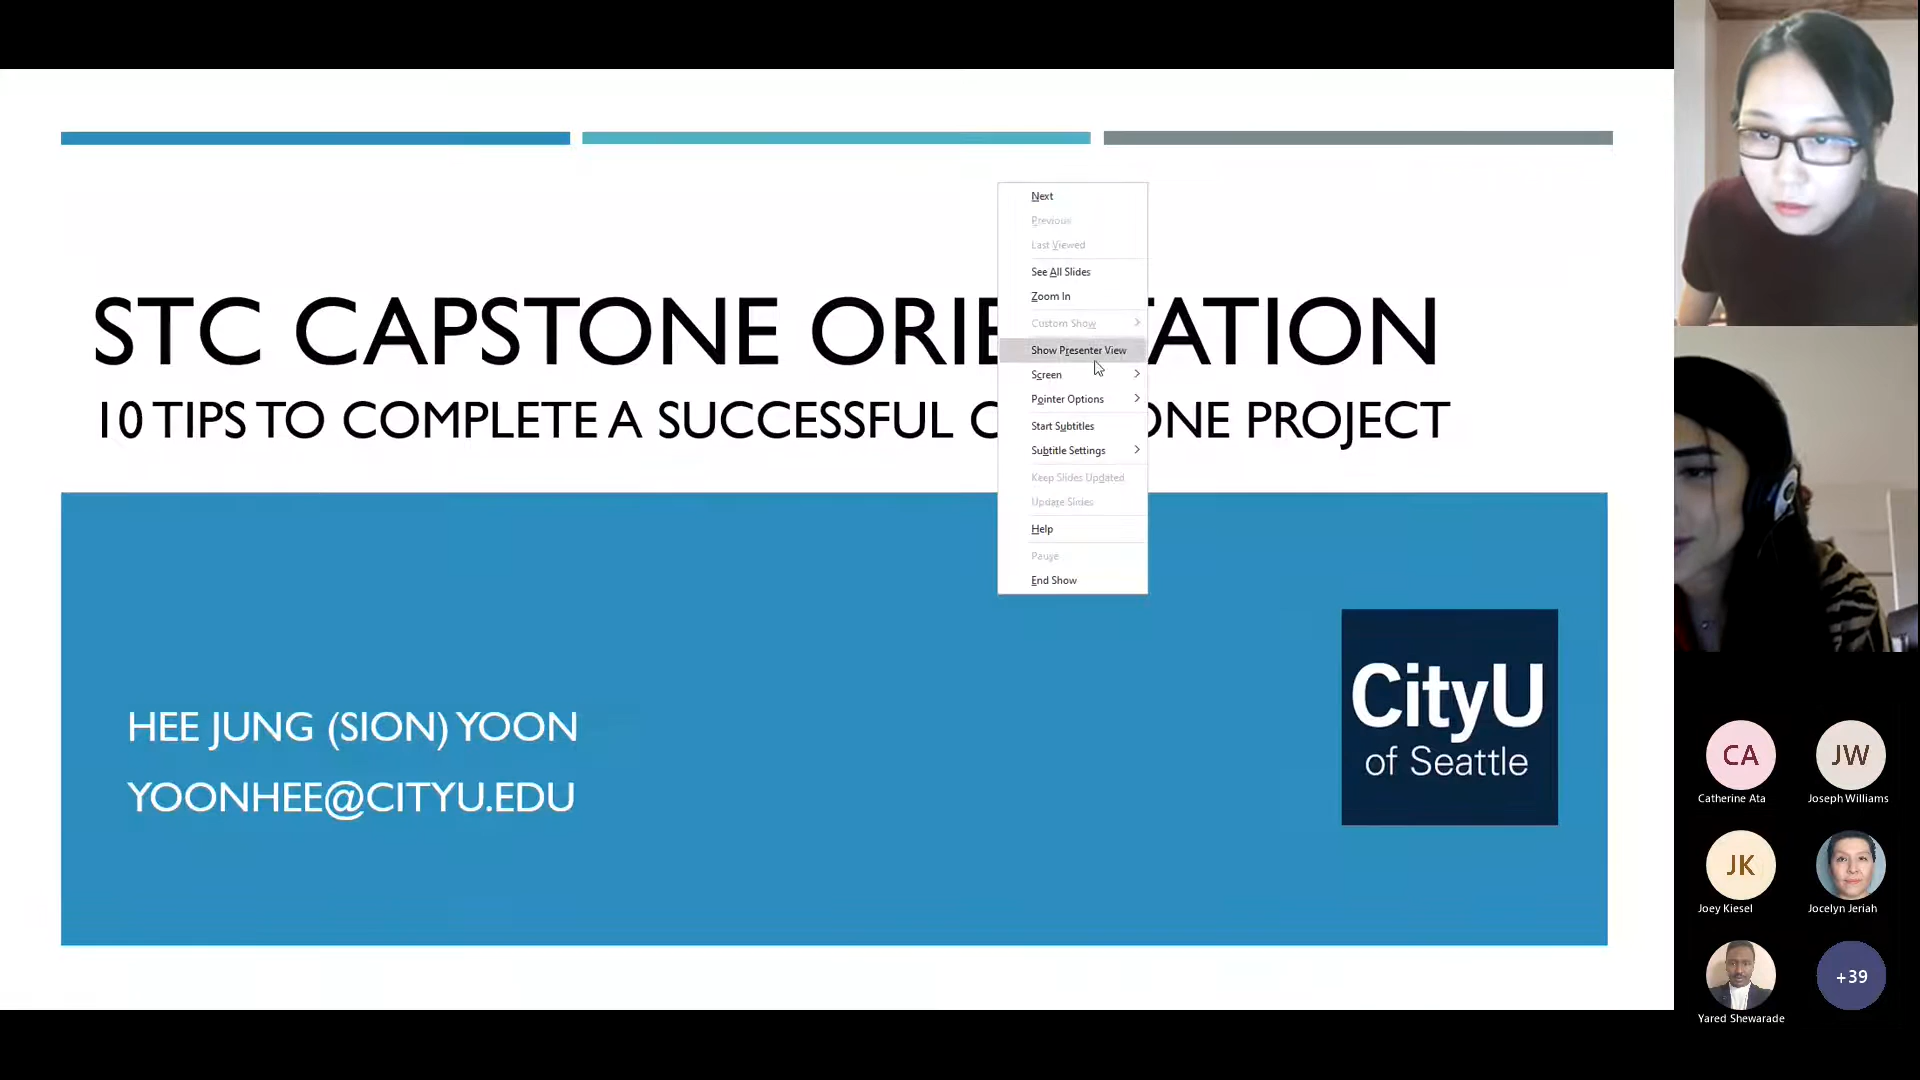 STC CAPSTONE ORIE TATION
10 TIPS TO COMPLETE A SUCCESSFUL C ONE PROJECT
Next
Previous
Last Viewed
See All Slides
Zoom In
Custom Show
Show Presenter View
Screen
Pointer Options
Start Subtitles
Subtitle Settings
Keep Slides Updated
Update Slides
Help
Pause
End Show
HEE JUNG (SION) YOON
YOONHEE@CITYU.EDU
CityU
of Seattle
CA
Catherine Ata
JW
Joseph Williams
JK
Joey Kiesel
Jocelyn Jeriah
Yared Shewarade
+39